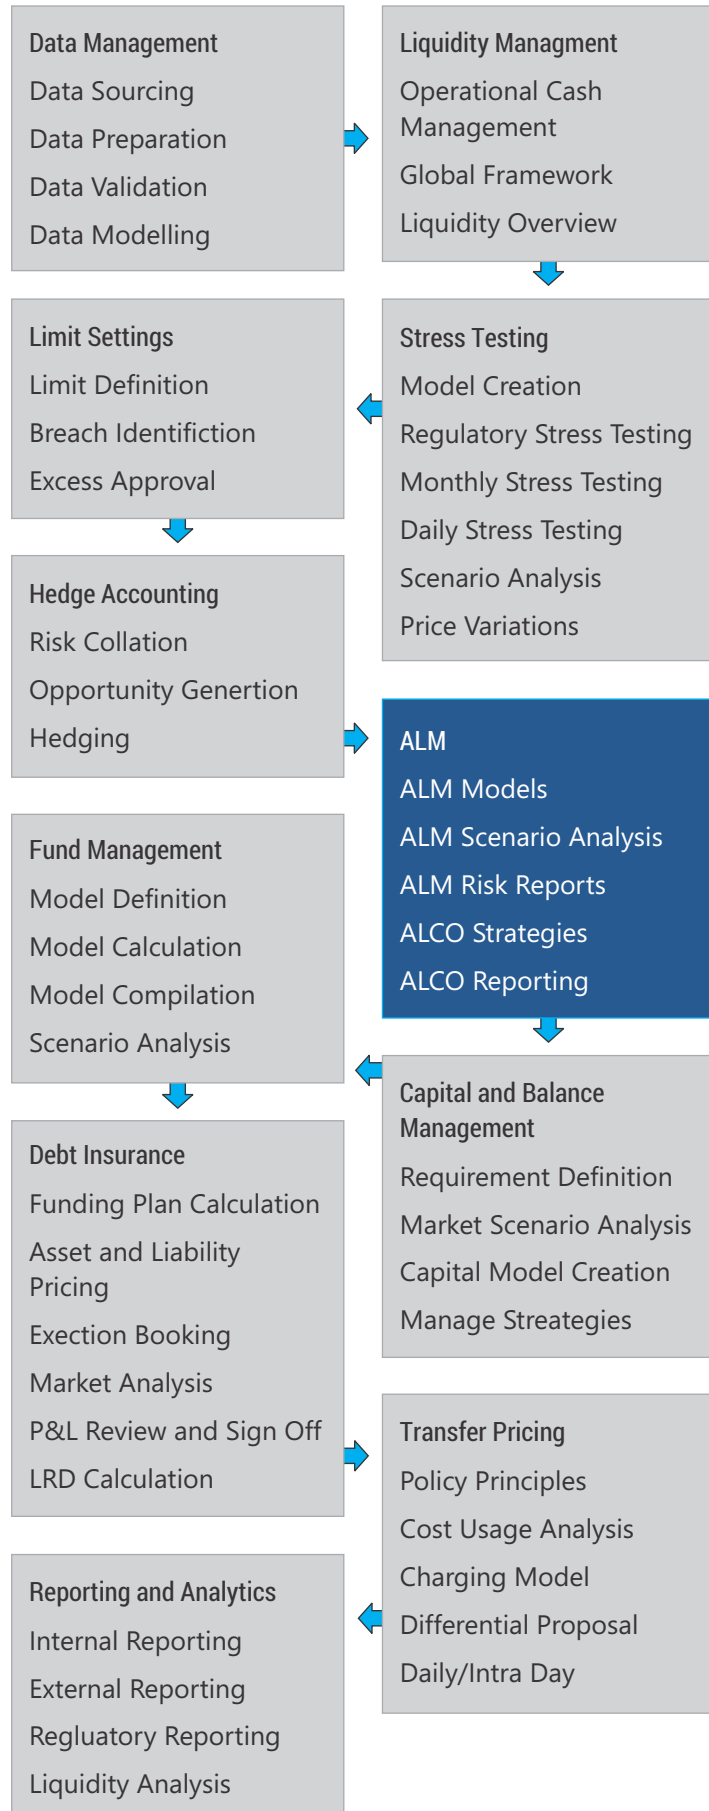 Data Management
Data Sourcing
Data Preparation
Data Validation
Data Modelling
Liquidity Managment
Operational Cash
Management
Global Framework
Liquidity Overview
Stress Testing
Model Creation
Regulatory Stress Testing
Monthly Stress Testing
Daily Stress Testing
Scenario Analysis
Price Variations
Limit Settings
Limit Definition
Breach Identifiction
Excess Approval
Hedge Accounting
Risk Collation
Opportunity Genertion
Hedging
ALM
ALM Models
ALM Scenario Analysis
ALM Risk Reports
ALCO Strategies
ALCO Reporting
Capital and Balance
Management
Requirement Definition
Market Scenario Analysis
Capital Model Creation
Manage Streategies
Fund Management
Model Definition
Model Calculation
Model Compilation
Scenario Analysis
Debt Insurance
Funding Plan Calculation
Asset and Liability
Pricing
Exection Booking
Market Analysis
P&L Review and Sign Off
LRD Calculation
Transfer Pricing
Policy Principles
Cost Usage Analysis
Charging Model
Differential Proposal
Daily/Intra Day
Reporting and Analytics
Internal Reporting
External Reporting
Regluatory Reporting
Liquidity Analysis